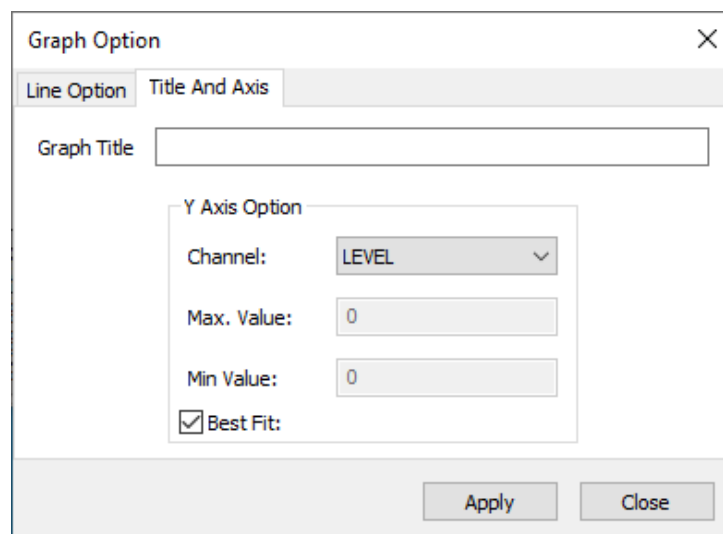 Graph Option
Line Option Title And Axis
Graph Title
Y Axis Option
Channel: LEVEL
Max. Value: 0
Min Value: 0
Best Fit:
Apply Close